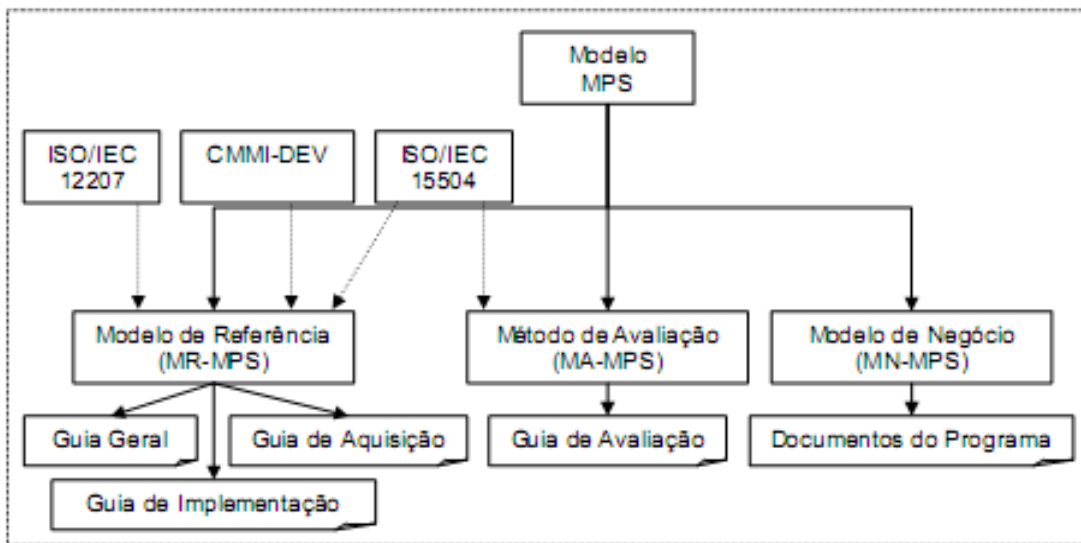 Modelo
MPS
ISO/IEC
12207
CMMI-DEV
ISO/IEC
15504
Modelo de Referência
(MR-MPS)
Método de Avaliação
(MA-MPS)
Modelo de Negócio
(MN-MPS)
Guia Geral
Guia de Aquisição
Guia de Avaliação
Documentos do Programa
Guia de Implementação